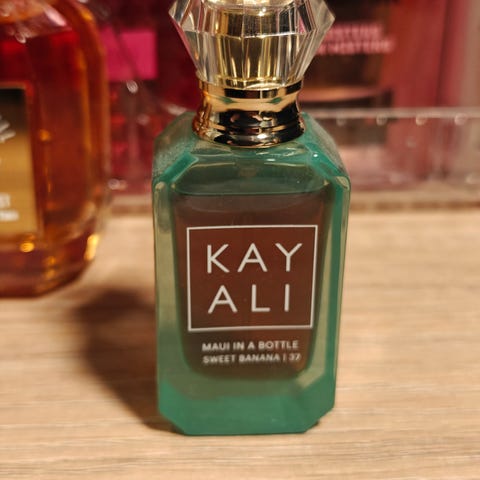 KAY
ALI
MAUI IN A BOTTLE
SWEET BANANA | 37